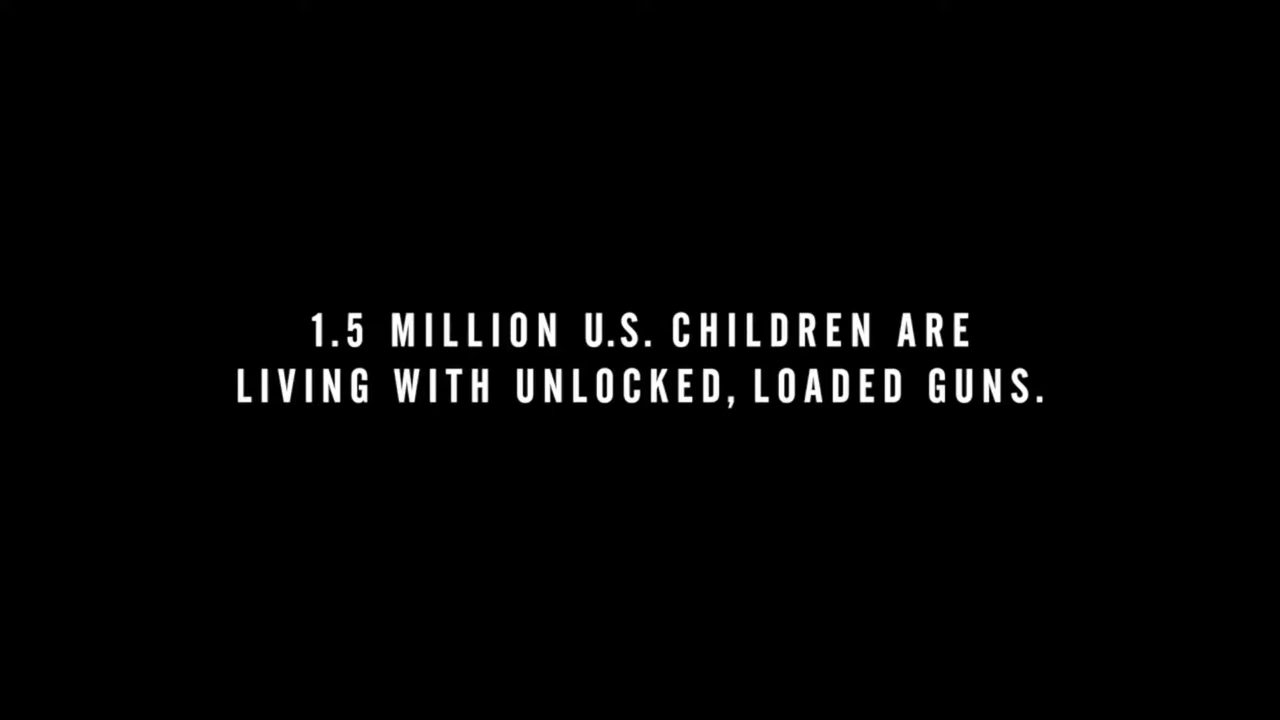 1.5 MILLION U.S. CHILDREN ARE
LIVING WITH UNLOCKED, LOADED GUNS.